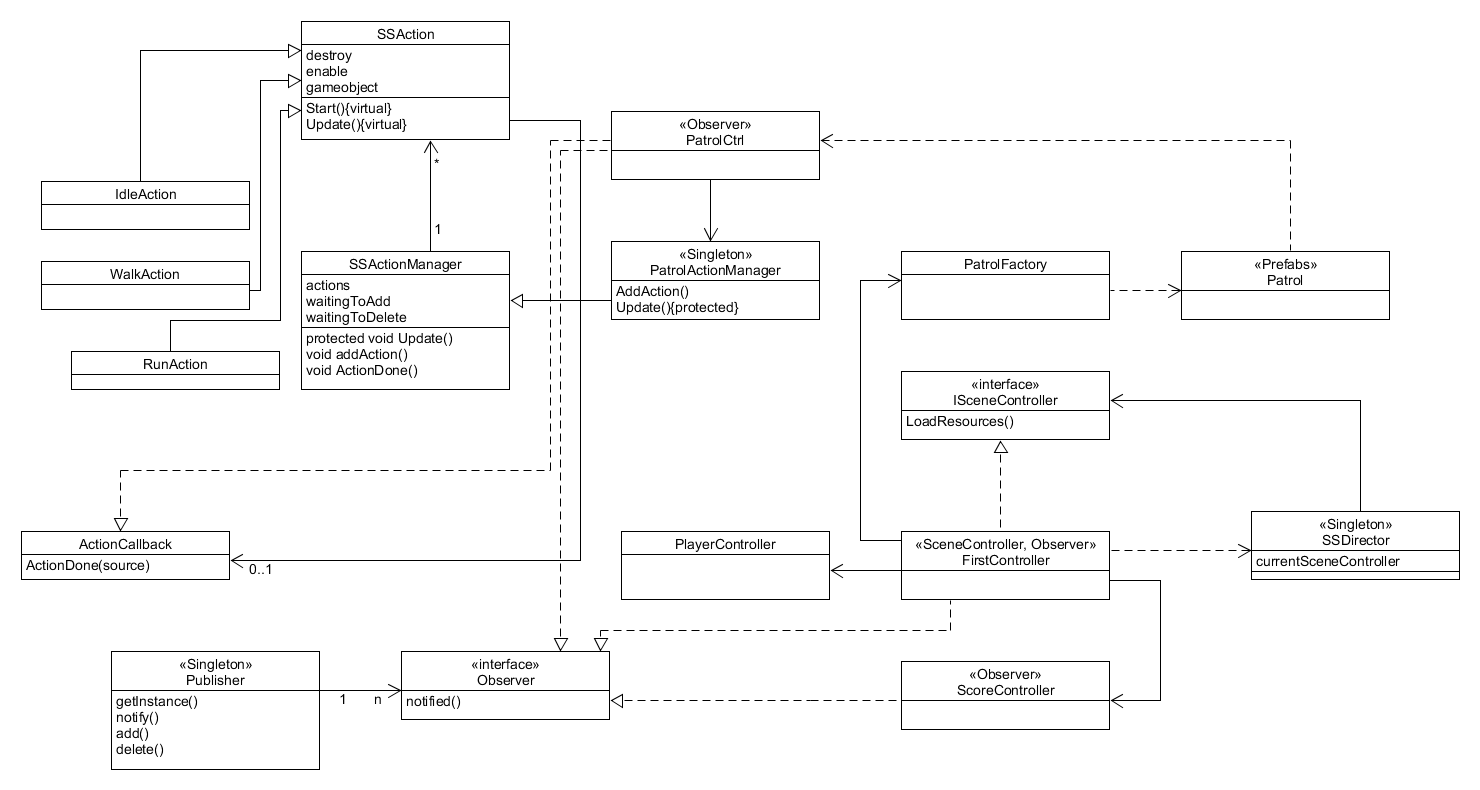 SSAction
destroy
enable
gameobject
Start(){virtual}
Update(){virtual}
«Observer»
PatrolCtrl
*
IdleAction
1
WalkAction
SSActionManager
actions
waitingToAdd
waitingToDelete
protected void Update()
void addAction()
void ActionDone()
«Singleton»
PatrolActionManager
AddAction()
Update(){protected}
PatrolFactory
«Prefabs»
Patrol
RunAction
«interface»
ISceneController
LoadResources()
ActionCallback
ActionDone(source)
0..1
PlayerController
«SceneController, Observer»
FirstController
«Singleton»
SSDirector
currentSceneController
«Singleton»
Publisher
getInstance()
notify()
add()
delete()
1
n
«interface»
Observer
notified()
«Observer»
ScoreController